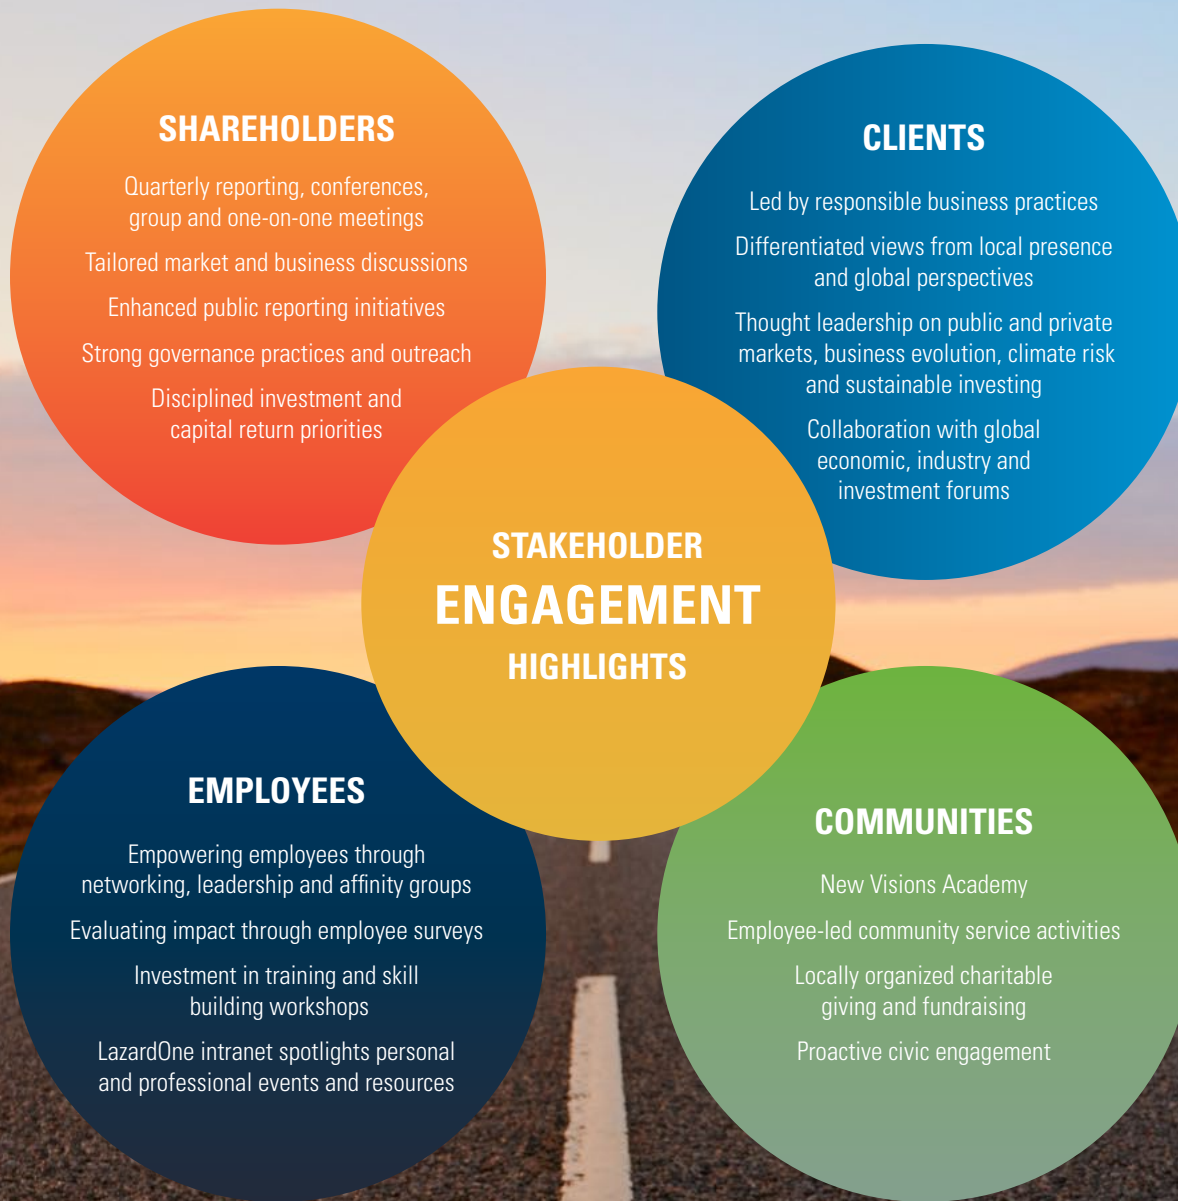 SHAREHOLDERS
Quarterly reporting, conferences,
group and one-on-one meetings
Tailored market and business discussions
Enhanced public reporting initiatives
Strong governance practices and outreach
Disciplined investment and
capital return priorities
CLIENTS
Led by responsible business practices
Differentiated views from local presence
and global perspectives
Thought leadership on public and private
markets, business evolution, climate risk
and sustainable investing
Collaboration with global
economic, industry and
investment forums
STAKEHOLDER
ENGAGEMENT
HIGHLIGHTS
EMPLOYEES
Empowering employees through
networking, leadership and affinity groups
Evaluating impact through employee surveys
Investment in training and skill
building workshops
LazardOne intranet spotlights personal
and professional events and resources
COMMUNITIES
New Visions Academy
Employee-led community service activities
Locally organized charitable
giving and fundraising
Proactive civic engagement